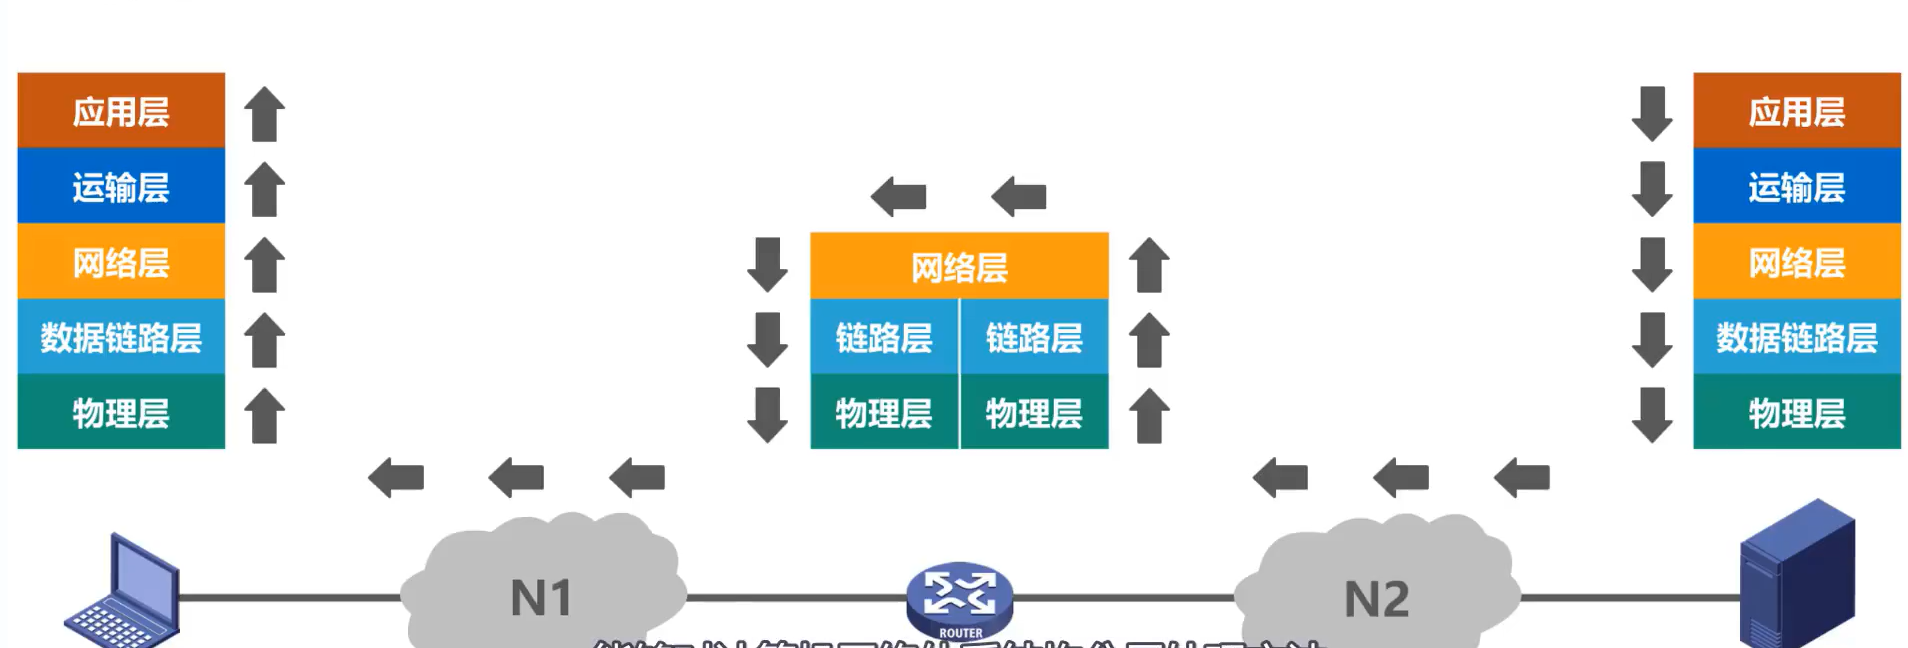 应用层
运输层
网络层
数据链路层
物理层
网络层
链路层 链路层
物理层 物理层
应用层
运输层
网络层
数据链路层
物理层
N1
ROUTER
N2